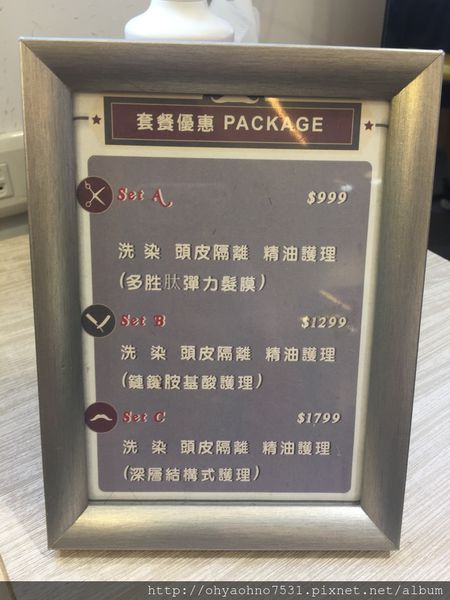 套餐優惠 PACKAGE
Set A $999
洗 染 頭皮隔離 精油護理
(多胜肽彈力髮膜)
Set B $1299
洗 染 頭皮隔離 精油護理
(鏈鎹胺基酸護理)
Set C $1799
洗 染 頭皮隔離 精油護理
(深層結構式護理)
http://ohyaohno7531.pixnet.net/album